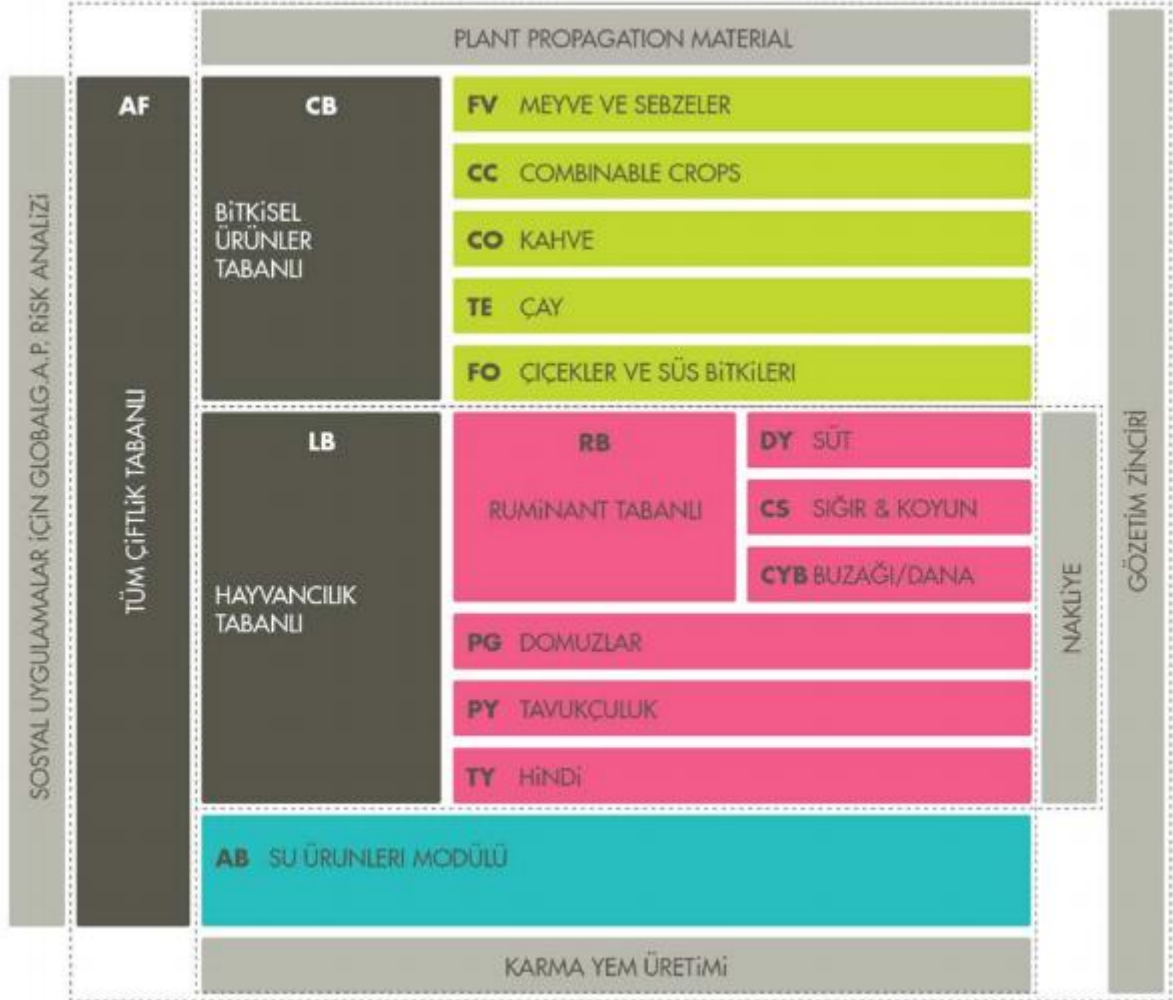 PLANT PROPAGATION MATERIAL
SOSYAL UYGULAMALAR İÇİN GLOBALG.A.P. RİSK ANALİZİ
AF
TÜM ÇİFTLİK TABANLI
CB
BİTKİSEL
ÜRÜNLER
TABANLI
FV MEYVE VE SEBZELER
CC COMBINABLE CROPS
CO KAHVE
TE ÇAY
FO ÇIÇEKLER VE SÜS BİTKİLERI
LB
HAYVANCILIK
TABANLI
RB
RUMİNANT TABANLI
DY SÜT
CS SIĞIR & KOYUN
CYB BUZAĞI/DANA
PG DOMUZLAR
PY TAVUKÇULUK
TY HİNDİ
NAKLİYE
GÖZETİM ZİNCİRİ
AB SU ÜRUNLERI MODÜLÜ
KARMA YEM ÜRETİMİ